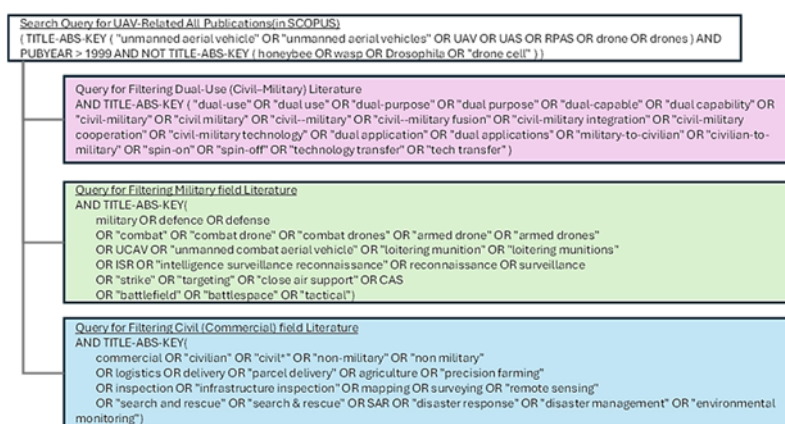 Search Query for UAV-Related All Publications(in SCOPUS)
( TITLE-ABS-KEY ( "unmanned aerial vehicle" OR "unmanned aerial vehicles" OR UAV OR UAS OR RPAS OR drone OR drones ) AND
PUBYEAR > 1999 AND NOT TITLE-ABS-KEY ( honeybee OR wasp OR Drosophila OR "drone cell" ) )
Query for Filtering Dual-Use (Civil–Military) Literature
AND TITLE-ABS-KEY ( "dual-use" OR "dual use" OR "dual-purpose" OR "dual purpose" OR "dual-capable" OR "dual capability" OR
"civil-military" OR "civil military" OR "civil--military" OR "civil--military fusion" OR "civil-military integration" OR "civil-military
cooperation" OR "civil-military technology" OR "dual application" OR "dual applications" OR "military-to-civilian" OR "civilian-to-
military" OR "spin-on" OR "spin-off" OR "technology transfer" OR "tech transfer" )
Query for Filtering Military field Literature
AND TITLE-ABS-KEY(
military OR defence OR defense
OR "combat" OR "combat drone" OR "combat drones" OR "armed drone" OR "armed drones"
OR UCAV OR "unmanned combat aerial vehicle" OR "loitering munition" OR "loitering munitions"
OR ISR OR "intelligence surveillance reconnaissance" OR reconnaissance OR surveillance
OR "strike" OR "targeting" OR "close air support" OR CAS
OR "battlefield" OR "battlespace" OR "tactical")
Query for Filtering Civil (Commercial) field Literature
AND TITLE-ABS-KEY(
commercial OR "civilian" OR "civil*" OR "non-military" OR "non military"
OR logistics OR delivery OR "parcel delivery" OR agriculture OR "precision farming"
OR inspection OR "infrastructure inspection" OR mapping OR surveying OR "remote sensing"
OR "search and rescue" OR "search & rescue" OR SAR OR "disaster response" OR "disaster management" OR "environmental
monitoring")